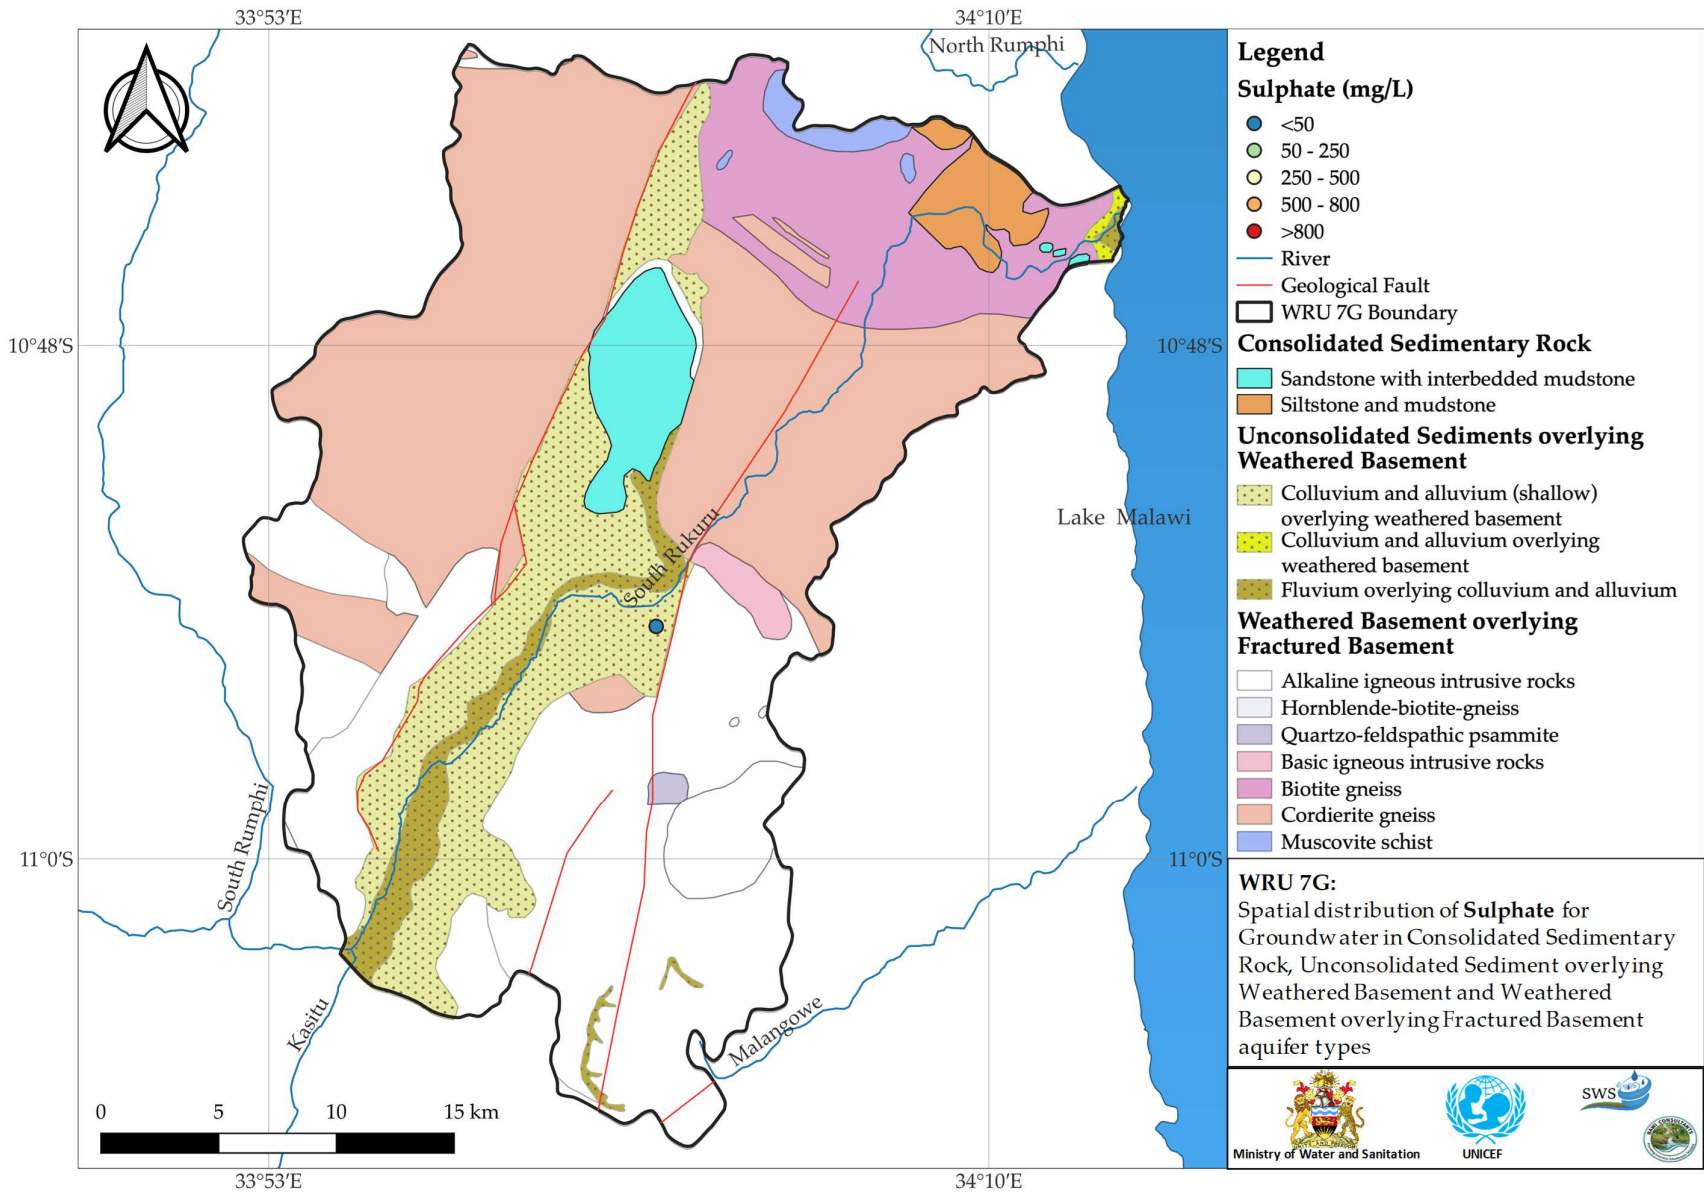 33°53'E
34°10'E
North Rumphi
10°48'S
10°48'S
Lake Malawi
South Rukuru
South Rumphi
11°0'S
11°0'S
Kasitu
Malangowe
0 5 10 15 km
33°53'E
34°10'E
Legend
Sulphate (mg/L)
<50
50 - 250
250 - 500
500 - 800
>800
River
Geological Fault
WRU 7G Boundary
Consolidated Sedimentary Rock
Sandstone with interbedded mudstone
Siltstone and mudstone
Unconsolidated Sediments overlying
Weathered Basement
Colluvium and alluvium (shallow)
overlying weathered basement
Colluvium and alluvium overlying
weathered basement
Fluvium overlying colluvium and alluvium
Weathered Basement overlying
Fractured Basement
Alkaline igneous intrusive rocks
Hornblende-biotite-gneiss
Quartzo-feldspathic psammite
Basic igneous intrusive rocks
Biotite gneiss
Cordierite gneiss
Muscovite schist
WRU 7G:
Spatial distribution of Sulphate for
Groundwater in Consolidated Sedimentary
Rock, Unconsolidated Sediment overlying
Weathered Basement and Weathered
Basement overlying Fractured Basement
aquifer types
Ministry of Water and Sanitation
UNICEF
SWS